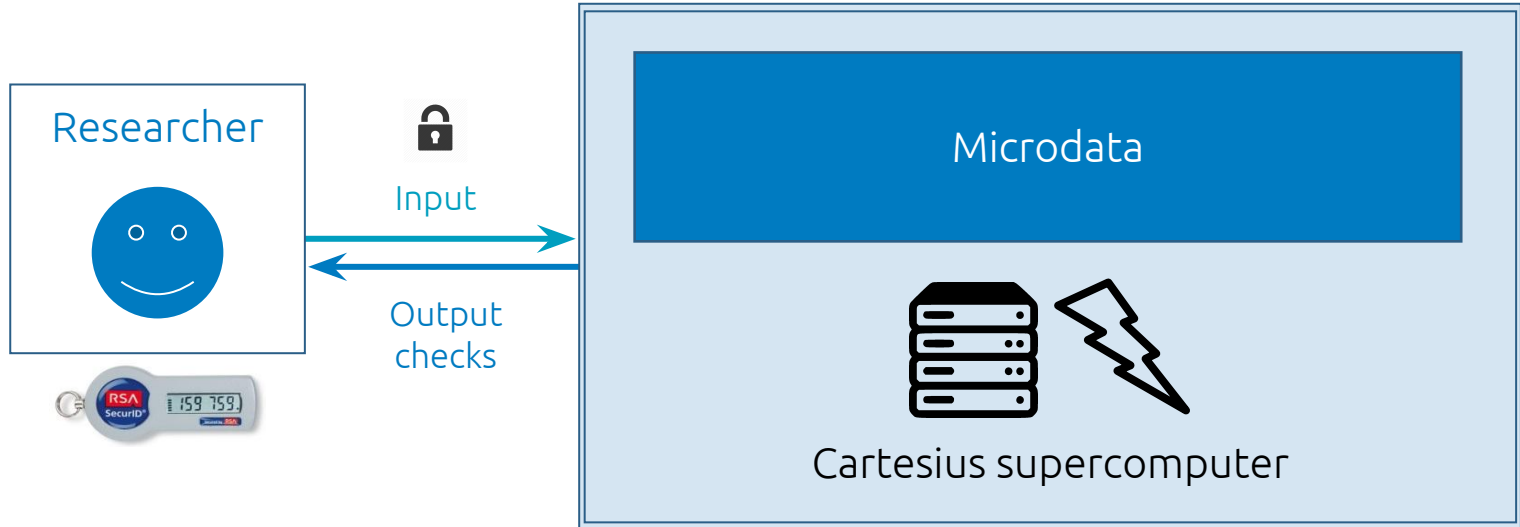 Researcher
Input
Output
checks
RSA
SecurID®
159 759
Microdata
Cartesius supercomputer